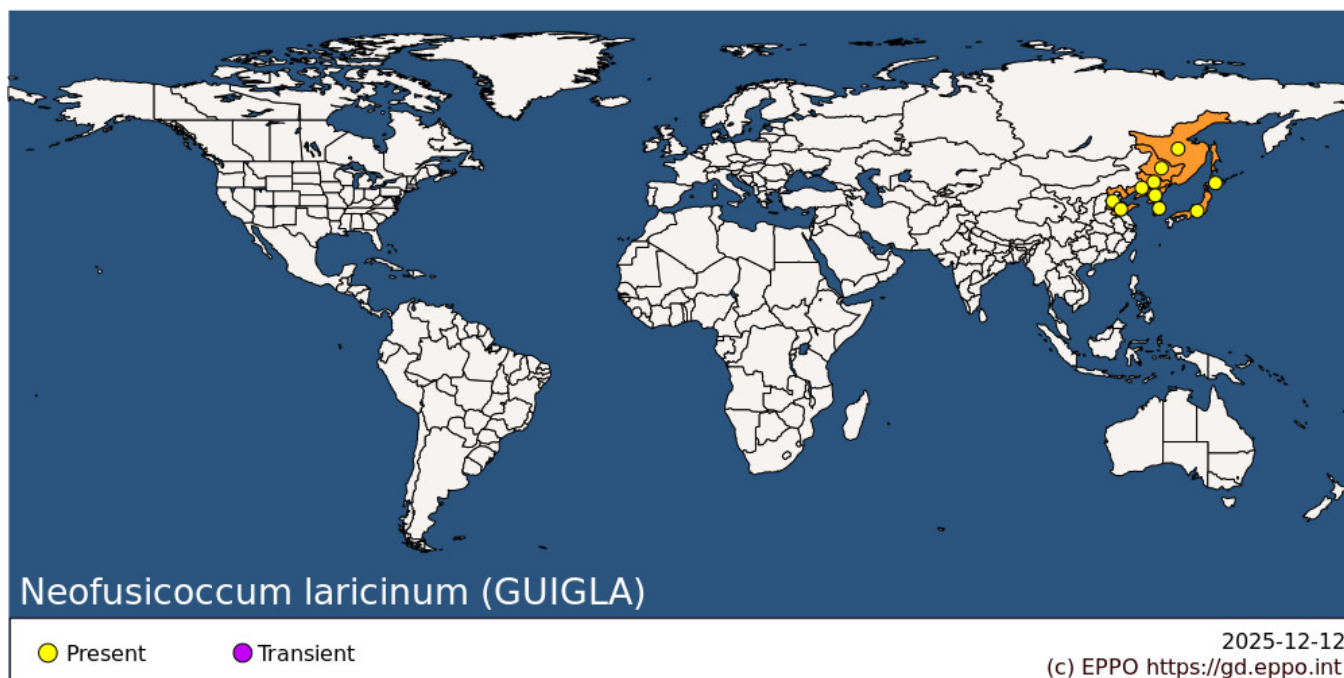 Neofusicoccum laricinum (GUIGLA)
Present
Transient
2025-12-12
(c) EPPO https://gd.eppo.int